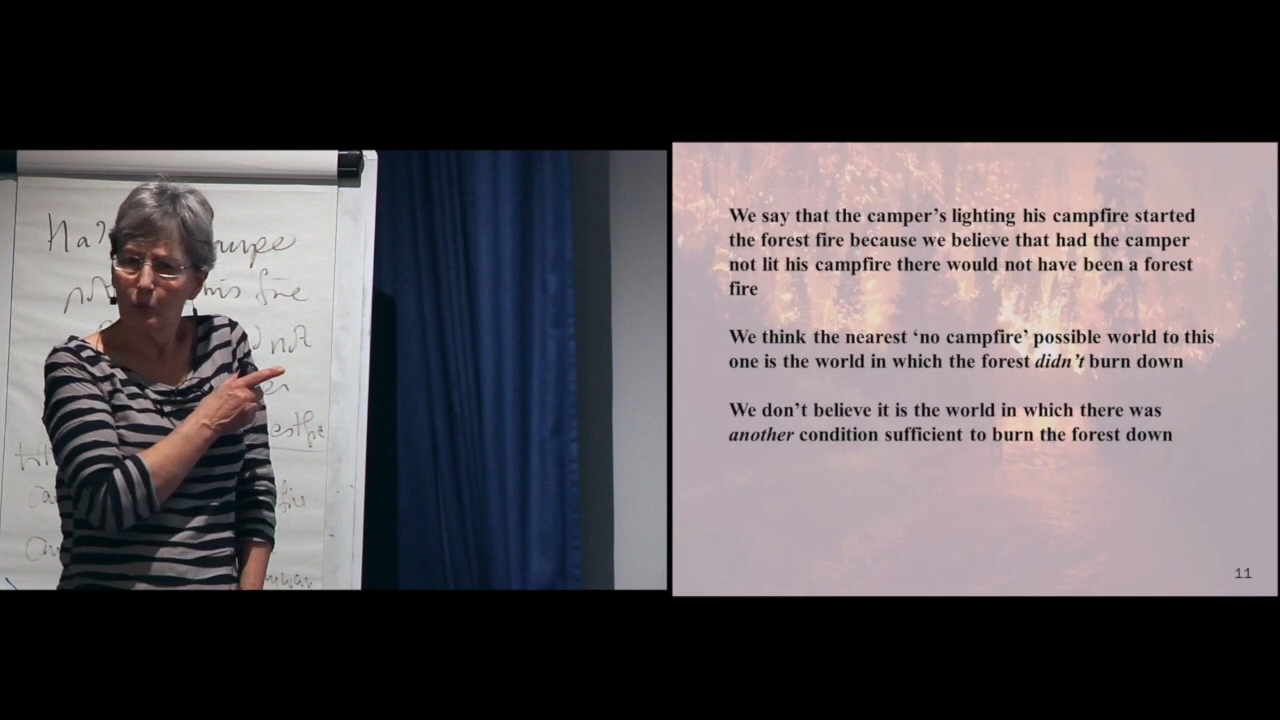 not
fire
We say that the camper’s lighting his campfire started
the forest fire because we believe that had the camper
not lit his campfire there would not have been a forest
fire
We think the nearest ‘no campfire’ possible world to this
one is the world in which the forest didn’t burn down
We don’t believe it is the world in which there was
another condition sufficient to burn the forest down
11